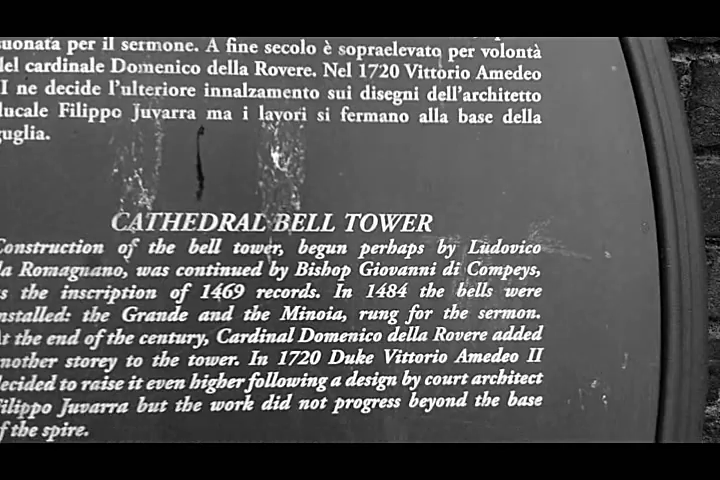 suonata per il sermone. A fine secolo è sopraelevato per volontà
del cardinale Domenico della Rovere. Nel 1720 Vittorio Amedeo
I ne decide l'ulteriore innalzamento sui disegni dell'architetto
ducale Filippo Juvarra ma i lavori si fermano alla base della
guglia.
CATHEDRAL BELL TOWER
Construction of the bell tower, begun perhaps by Ludovico
da Romagnano, was continued by Bishop Giovanni di Compeys,
as the inscription of 1469 records. In 1484 the bells were
installed: the Grande and the Minoia, rung for the sermon.
At the end of the century, Cardinal Domenico della Rovere added
another storey to the tower. In 1720 Duke Vittorio Amedeo II
decided to raise it even higher following a design by court architect
Filippo Juvarra but the work did not progress beyond the base
of the spire.